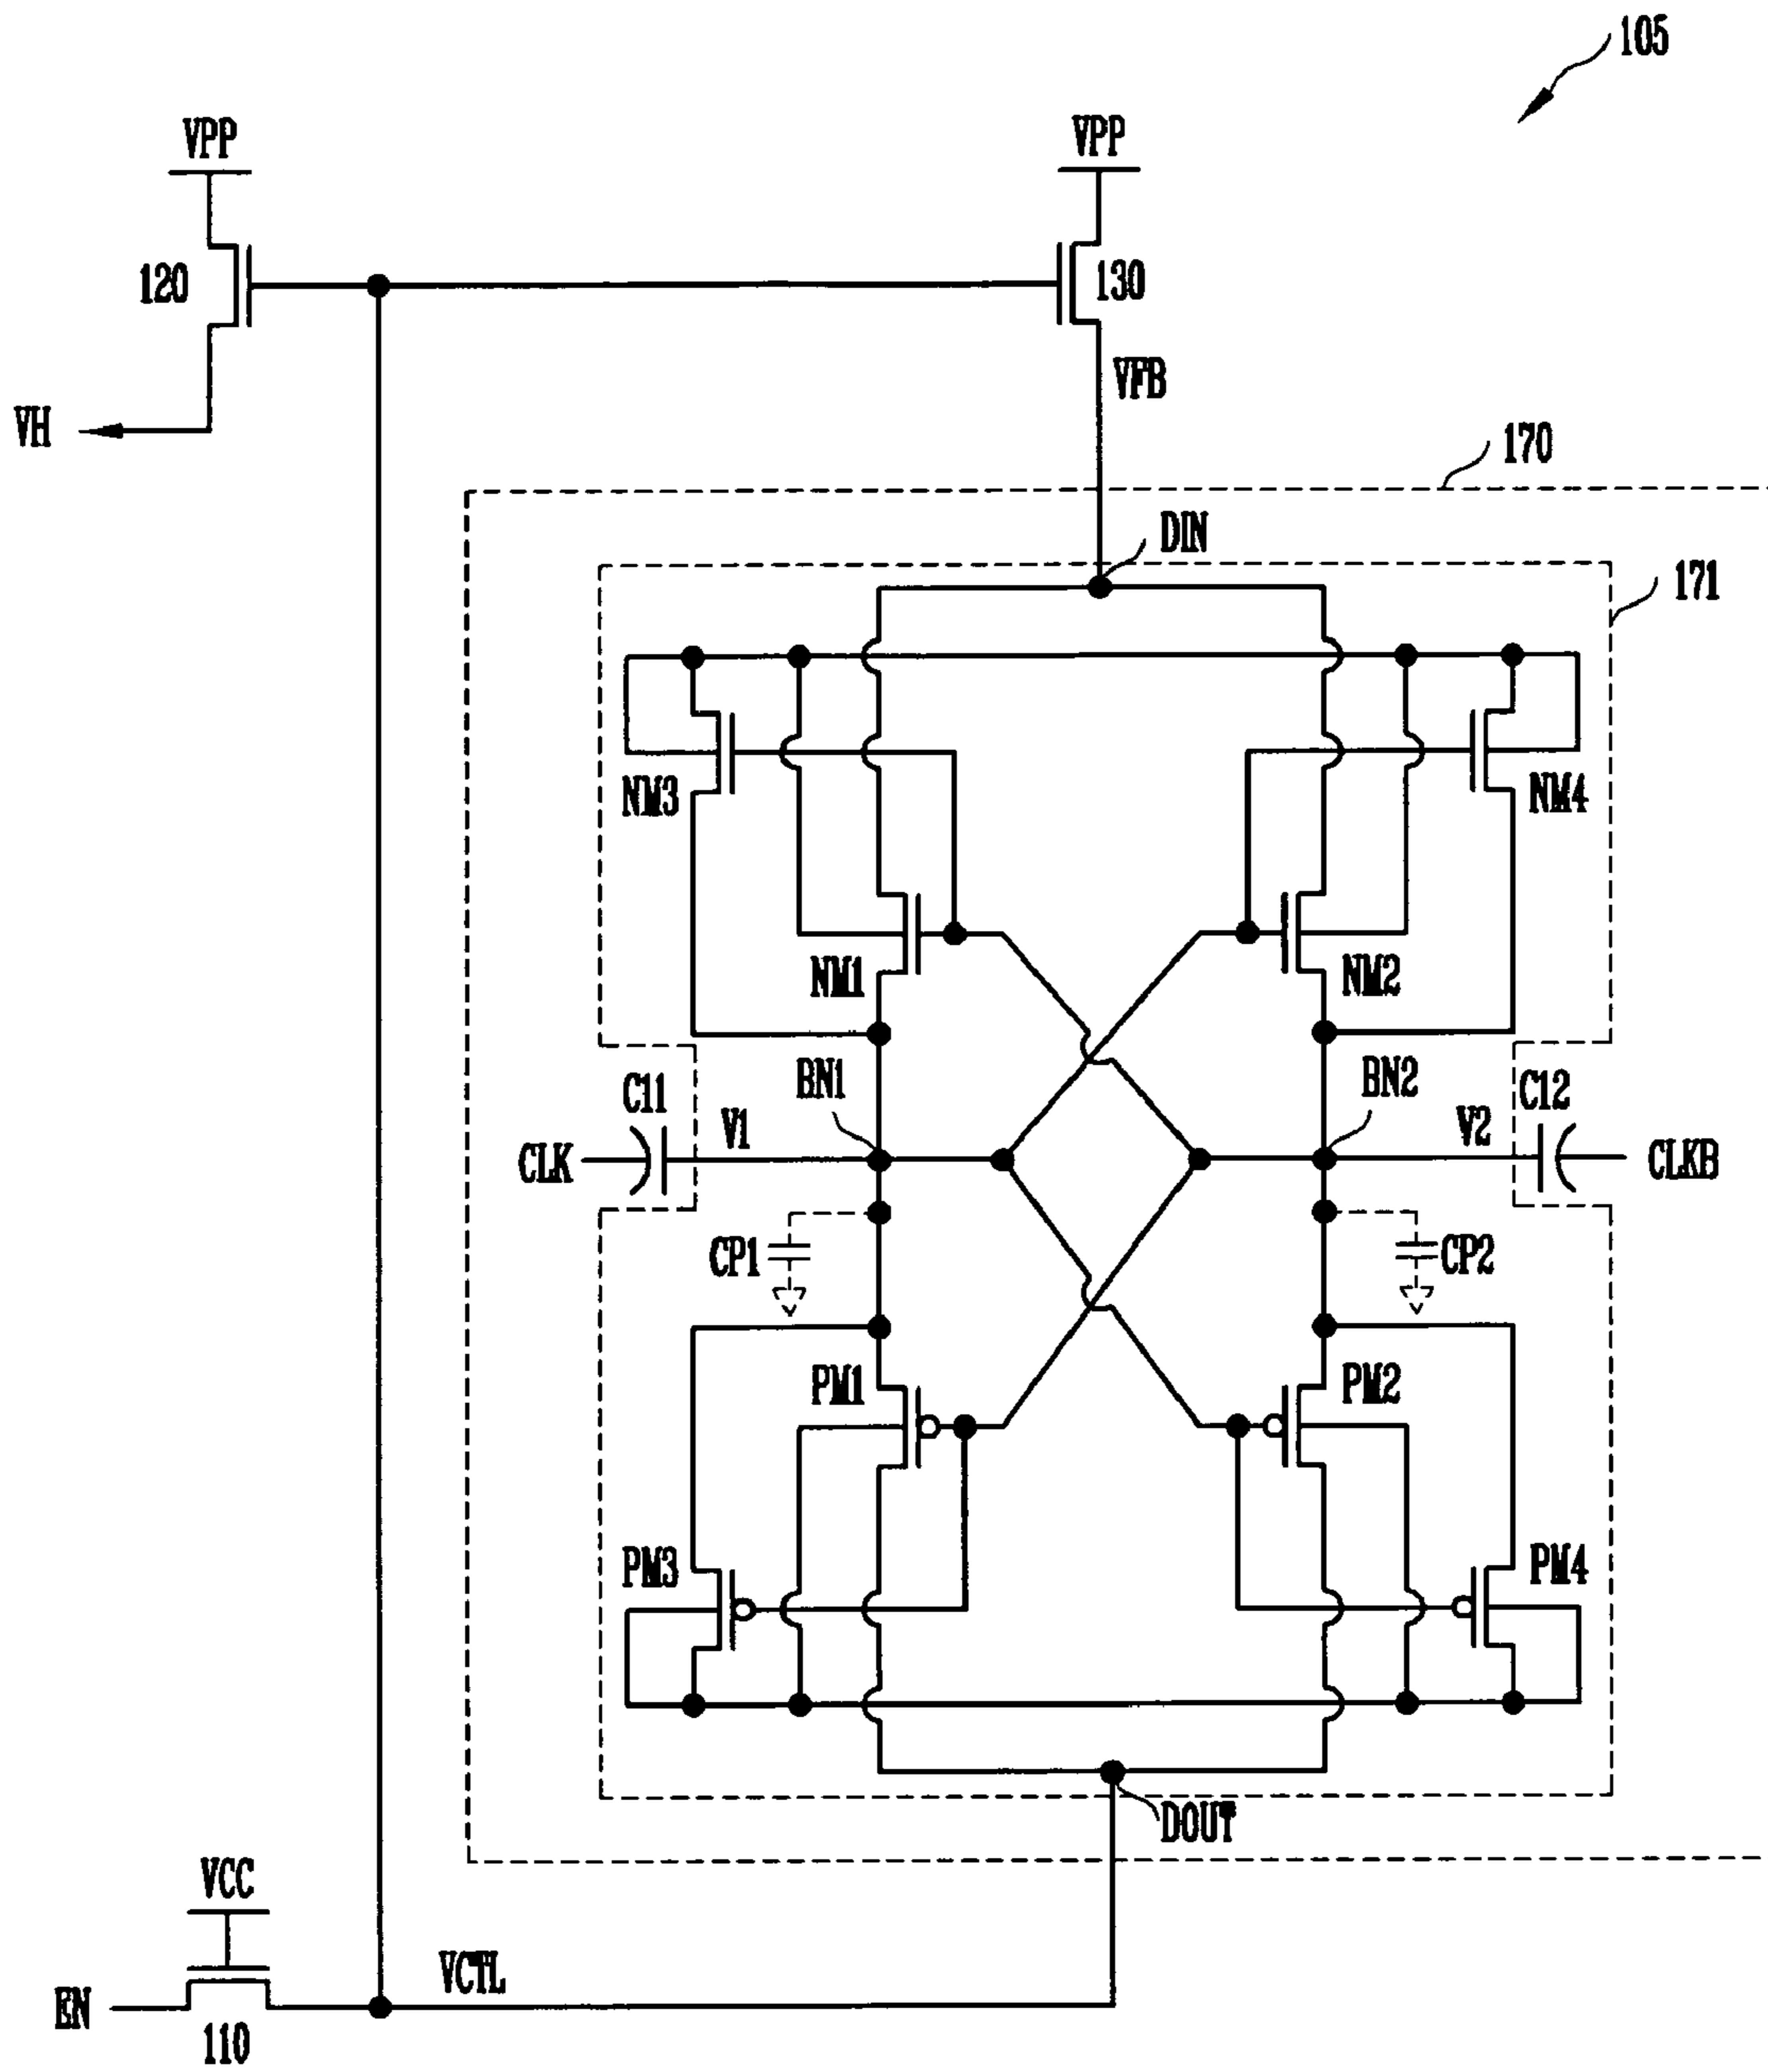 105
VPP
VPP
120
130
VFB
VH
170
DIN
171
NM3
NM4
NM1
NM2
BN1
BN2
C11
C12
V1
V2
CLK
CLKB
CP1
CP2
PM1
PM2
PM3
PM4
DOUT
VCC
VCTL
EN
110